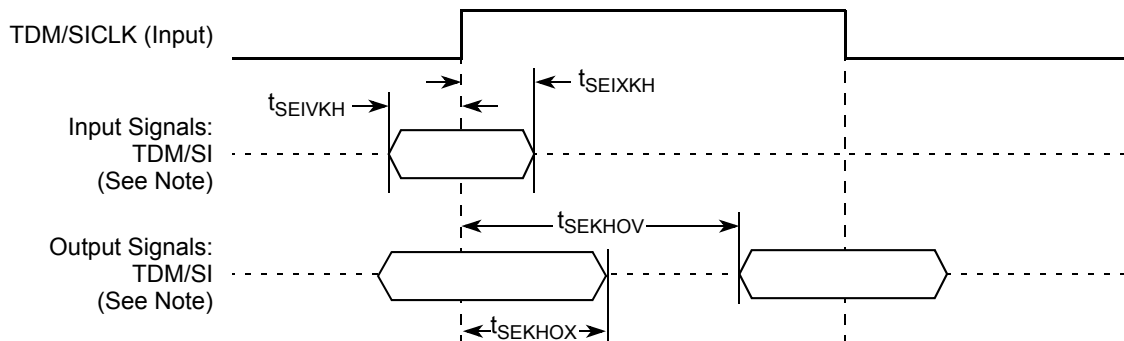 TDM/SICLK (Input)
tSEIXKH
tSEIVKH
Input Signals:
TDM/SI
(See Note)
tSEKHOV
Output Signals:
TDM/SI
(See Note)
tSEKHOX